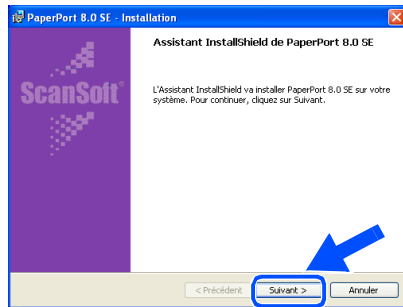 PaperPort 8.0 SE - Installation
Assistant InstallShield de PaperPort 8.0 SE
ScanSoft®
L'Assistant InstallShield va installer PaperPort 8.0 SE sur votre
système. Pour continuer, cliquez sur Suivant.
< Précédent
Suivant >
Annuler